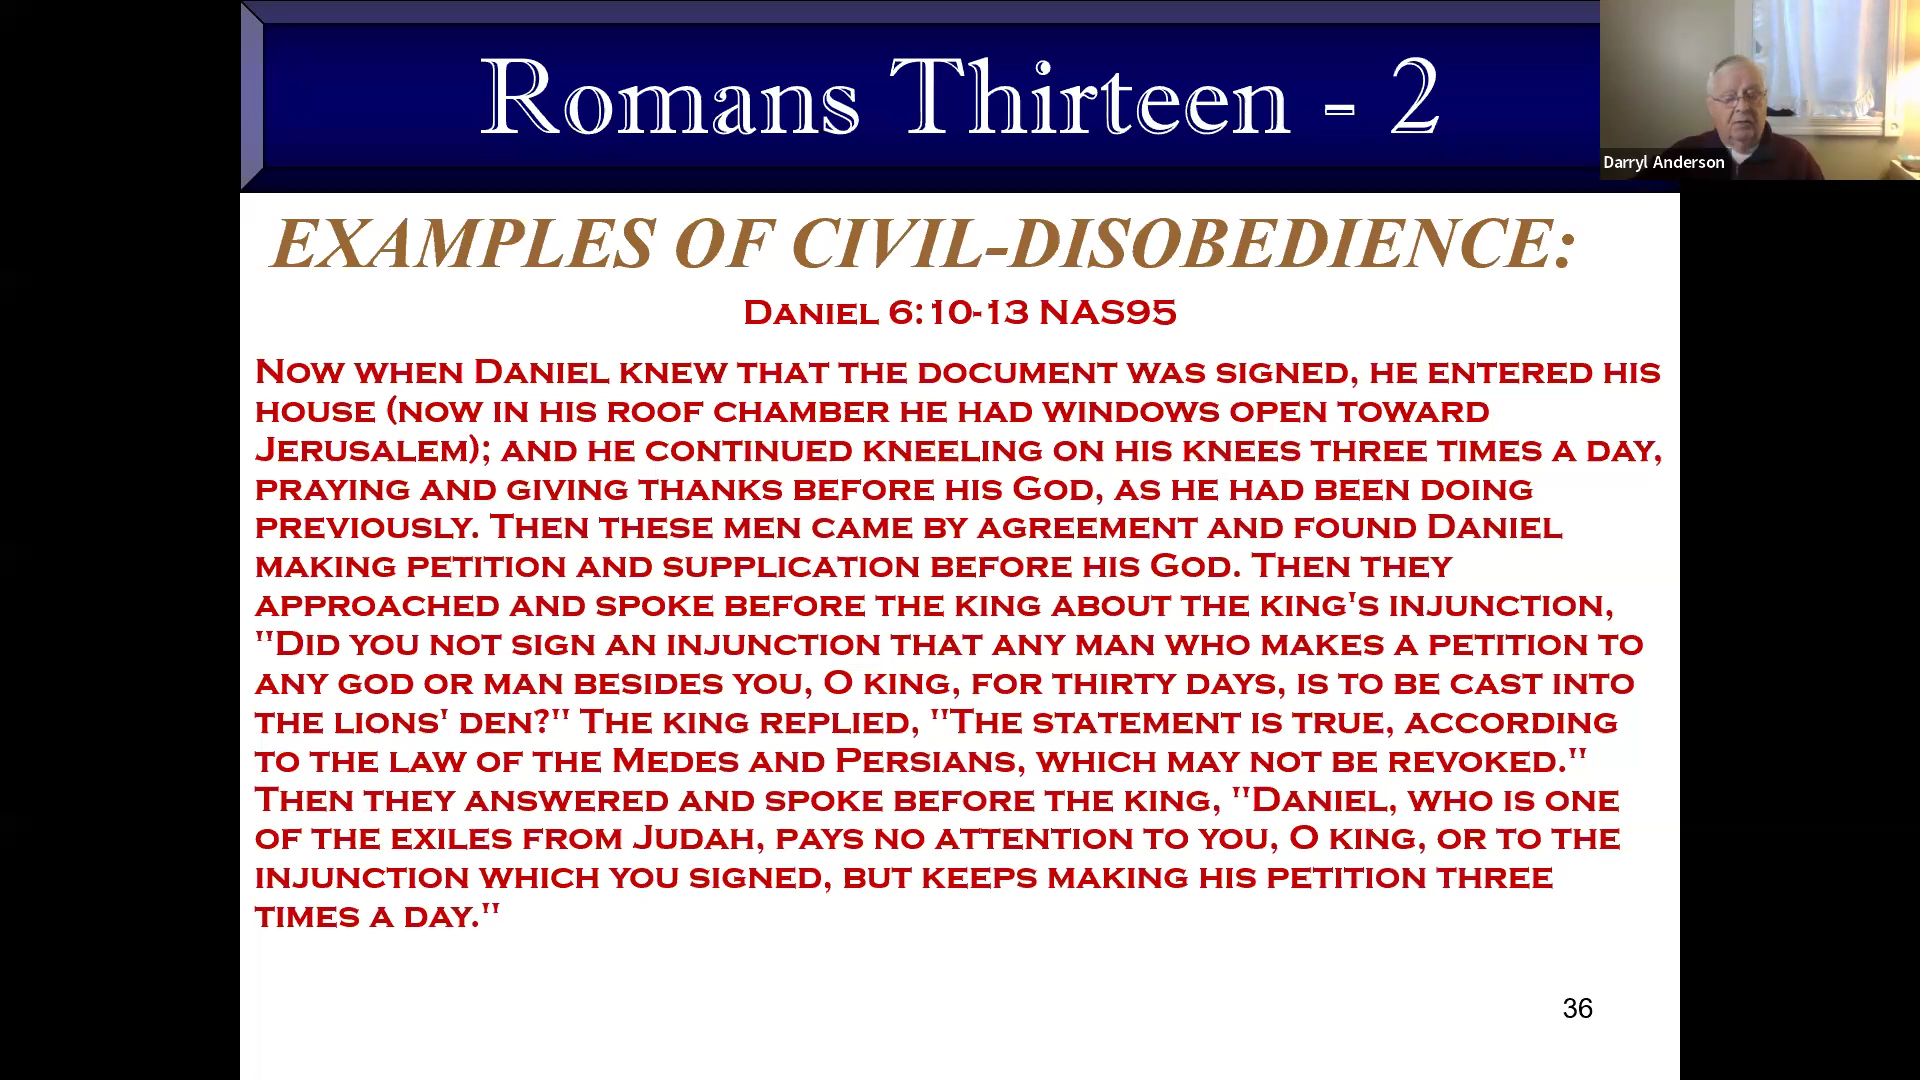 Romans Thirteen - 2
Darryl Anderson
EXAMPLES OF CIVIL-DISOBEDIENCE:
Daniel 6:10-13 NAS95
Now when Daniel knew that the document was signed, he entered his
house (now in his roof chamber he had windows open toward
Jerusalem); and he continued kneeling on his knees three times a day,
praying and giving thanks before his God, as he had been doing
previously. Then these men came by agreement and found Daniel
making petition and supplication before his God. Then they
approached and spoke before the king about the king's injunction,
"Did you not sign an injunction that any man who makes a petition to
any god or man besides you, O king, for thirty days, is to be cast into
the lions' den?" The king replied, "The statement is true, according
to the law of the Medes and Persians, which may not be revoked."
Then they answered and spoke before the king, "Daniel, who is one
of the exiles from Judah, pays no attention to you, O king, or to the
injunction which you signed, but keeps making his petition three
times a day."
36